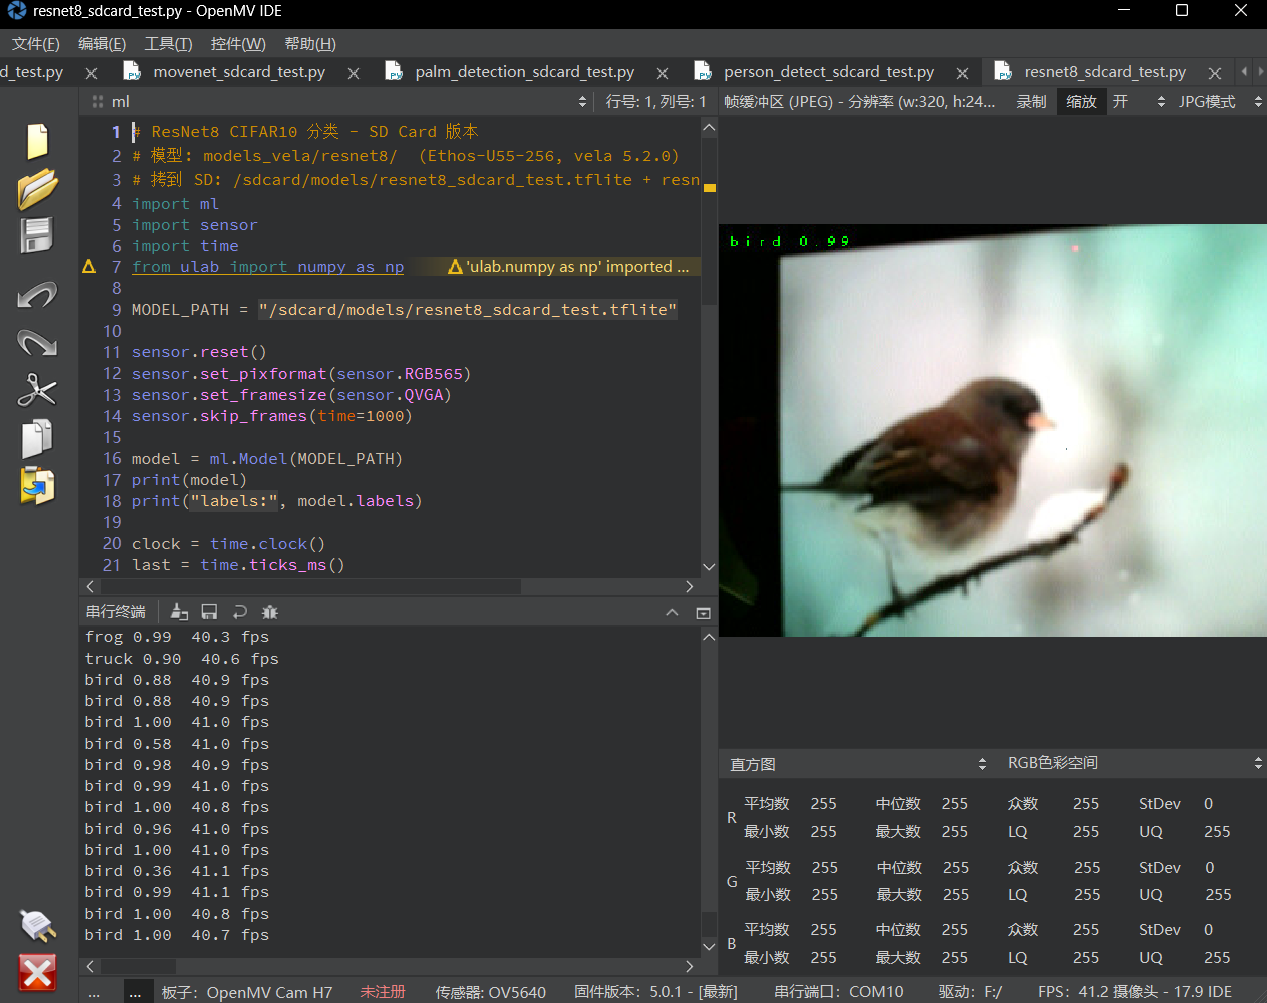 resnet8_sdcard_test.py - OpenMV IDE
文件(F) 编辑(E) 工具(T) 控件(W) 帮助(H)
d_test.py movenet_sdcard_test.py palm_detection_sdcard_test.py person_detect_sdcard_test.py resnet8_sdcard_test.py
ml 行号: 1, 列号: 1 帧缓冲区 (JPEG) - 分辨率 (w:320, h:24... 录制 缩放 开 JPG模式
1 # ResNet8 CIFAR10 分类 - SD Card 版本
2 # 模型: models_vela/resnet8/  (Ethos-U55-256, vela 5.2.0)
3 # 拷到 SD: /sdcard/models/resnet8_sdcard_test.tflite + resn
4 import ml
5 import sensor
6 import time
7 from ulab import numpy as np 'ulab.numpy as np' imported ...
8
9 MODEL_PATH = "/sdcard/models/resnet8_sdcard_test.tflite"
10
11 sensor.reset()
12 sensor.set_pixformat(sensor.RGB565)
13 sensor.set_framesize(sensor.QVGA)
14 sensor.skip_frames(time=1000)
15
16 model = ml.Model(MODEL_PATH)
17 print(model)
18 print("labels:", model.labels)
19
20 clock = time.clock()
21 last = time.ticks_ms()
bird 0.99
串行终端
frog 0.99  40.3 fps
truck 0.90  40.6 fps
bird 0.88  40.9 fps
bird 0.88  40.9 fps
bird 1.00  41.0 fps
bird 0.58  41.0 fps
bird 0.98  40.9 fps
bird 0.99  41.0 fps
bird 1.00  40.8 fps
bird 0.96  41.0 fps
bird 1.00  41.0 fps
bird 0.36  41.1 fps
bird 0.99  41.1 fps
bird 1.00  40.8 fps
bird 1.00  40.7 fps
直方图 RGB色彩空间
R 平均数 255 中位数 255 众数 255 StDev 0
最小数 255 最大数 255 LQ 255 UQ 255
G 平均数 255 中位数 255 众数 255 StDev 0
最小数 255 最大数 255 LQ 255 UQ 255
B 平均数 255 中位数 255 众数 255 StDev 0
最小数 255 最大数 255 LQ 255 UQ 255
... ... 板子: OpenMV Cam H7 未注册 传感器: OV5640 固件版本: 5.0.1 - [最新] 串行端口: COM10 驱动: F:/ FPS: 41.2 摄像头 - 17.9 IDE